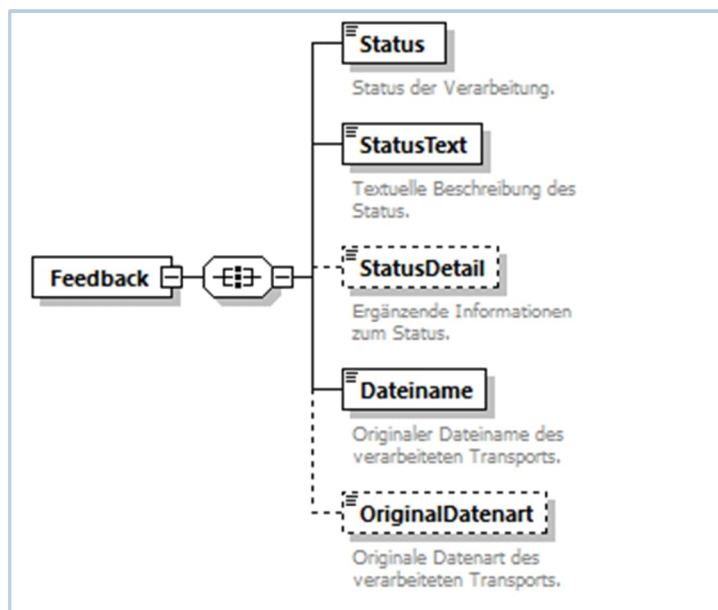 Status
Status der Verarbeitung.
StatusText
Textuelle Beschreibung des
Status.
Feedback
StatusDetail
Ergänzende Informationen
zum Status.
Dateiname
Originaler Dateiname des
verarbeiteten Transports.
OriginalDatenart
Originale Datenart des
verarbeiteten Transports.